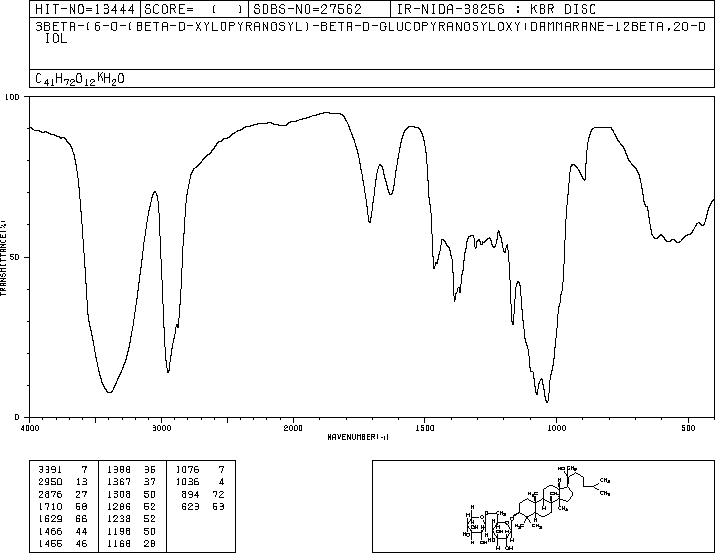 HIT-NO=13444 SCORE= ( ) SDBS-NO=27562 IR-NIDA-38256 : KBR DISC
3BETA-(6-O-(BETA-D-XYLOPYRANOSYL)-BETA-D-GLUCOPYRANOSYLOXY)DAMMARANE-12BETA,20-D
IOL
C41H72O12*H2O
100
50
0
TRANSMITTANCE(%)
4000 3000 2000 1500 1000 500
WAVENUMBER(-1)
3391 7 1388 36 1076 7
2950 13 1367 37 1036 4
2876 27 1308 50 894 72
1710 60 1286 52 623 53
1629 66 1238 52
1466 44 1198 50
1455 46 1168 28